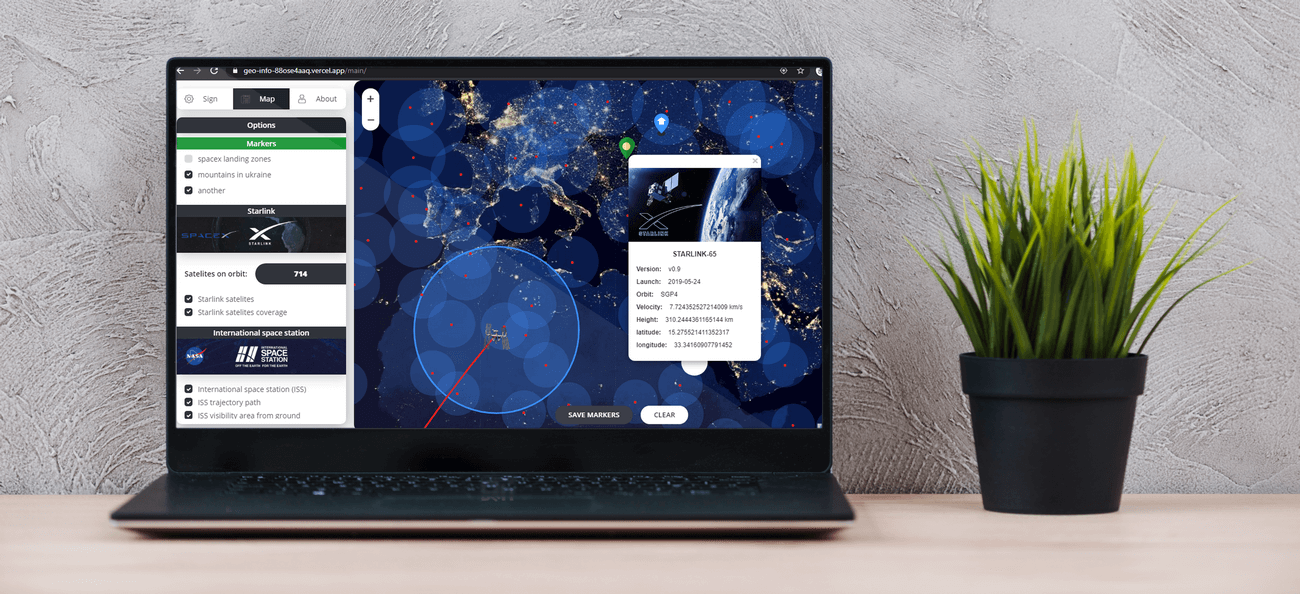 geo-info-88ose4aaq.vercel.app/main/
Sign
Map
About
Options
Markers
spacex landing zones
mountains in ukraine
another
Starlink
SPACEX
STARLINK
Satelites on orbit:
714
Starlink satelites
Starlink satelites coverage
International space station
NASA
INTERNATIONAL
SPACE
STATION
OFF THE EARTH FOR THE EARTH
International space station (ISS)
ISS trajectory path
ISS visibility area from ground
+
−
×
STARLINK
STARLINK-65
Version: v0.9
Launch: 2019-05-24
Orbit: SGP4
Velocity: 7.724352527214009 km/s
Height: 310.2444361165144 km
latitude: 15.275521411352317
longitude: 33.34160907791452
SAVE MARKERS
CLEAR